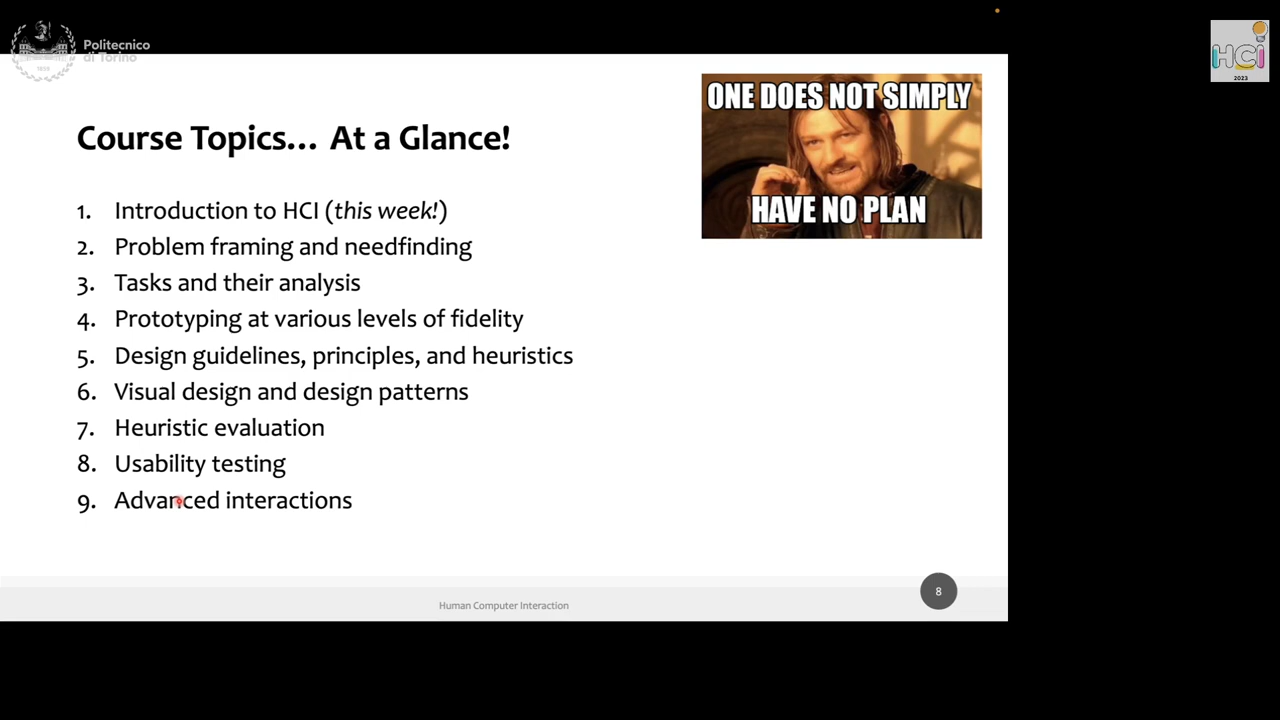 Politecnico
di Torino
1859
HCI
2023
ONE DOES NOT SIMPLY
HAVE NO PLAN
Course Topics… At a Glance!
1. Introduction to HCI (this week!)
2. Problem framing and needfinding
3. Tasks and their analysis
4. Prototyping at various levels of fidelity
5. Design guidelines, principles, and heuristics
6. Visual design and design patterns
7. Heuristic evaluation
8. Usability testing
9. Advanced interactions
Human Computer Interaction
8